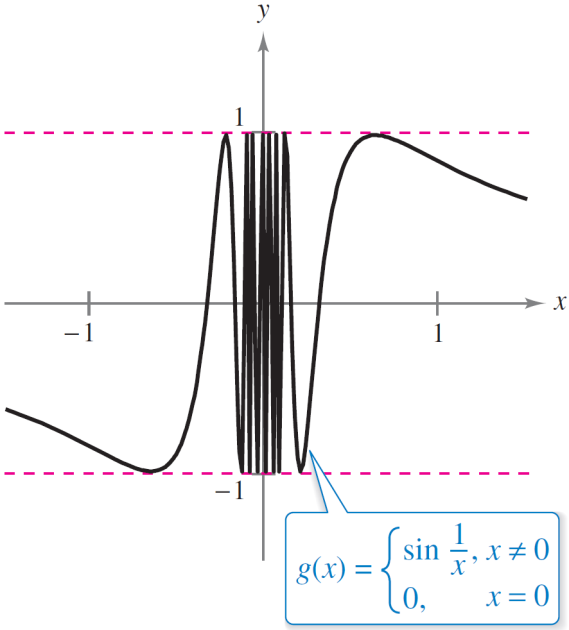 y
1
x
−1
1
−1
g(x) = { sin 1/x, x ≠ 0
0, x = 0